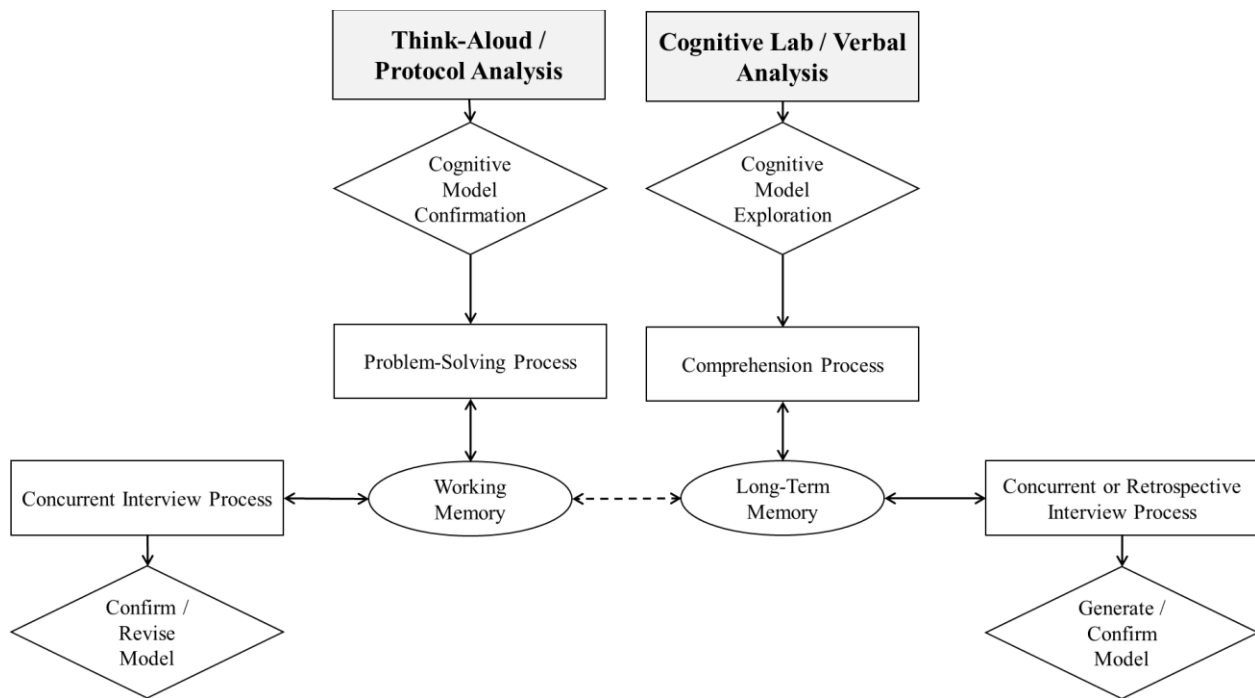 Think-Aloud /
Protocol Analysis
Cognitive Lab / Verbal
Analysis
Cognitive
Model
Confirmation
Cognitive
Model
Exploration
Problem-Solving Process
Comprehension Process
Concurrent Interview Process
Working
Memory
Long-Term
Memory
Concurrent or Retrospective
Interview Process
Confirm /
Revise
Model
Generate /
Confirm
Model